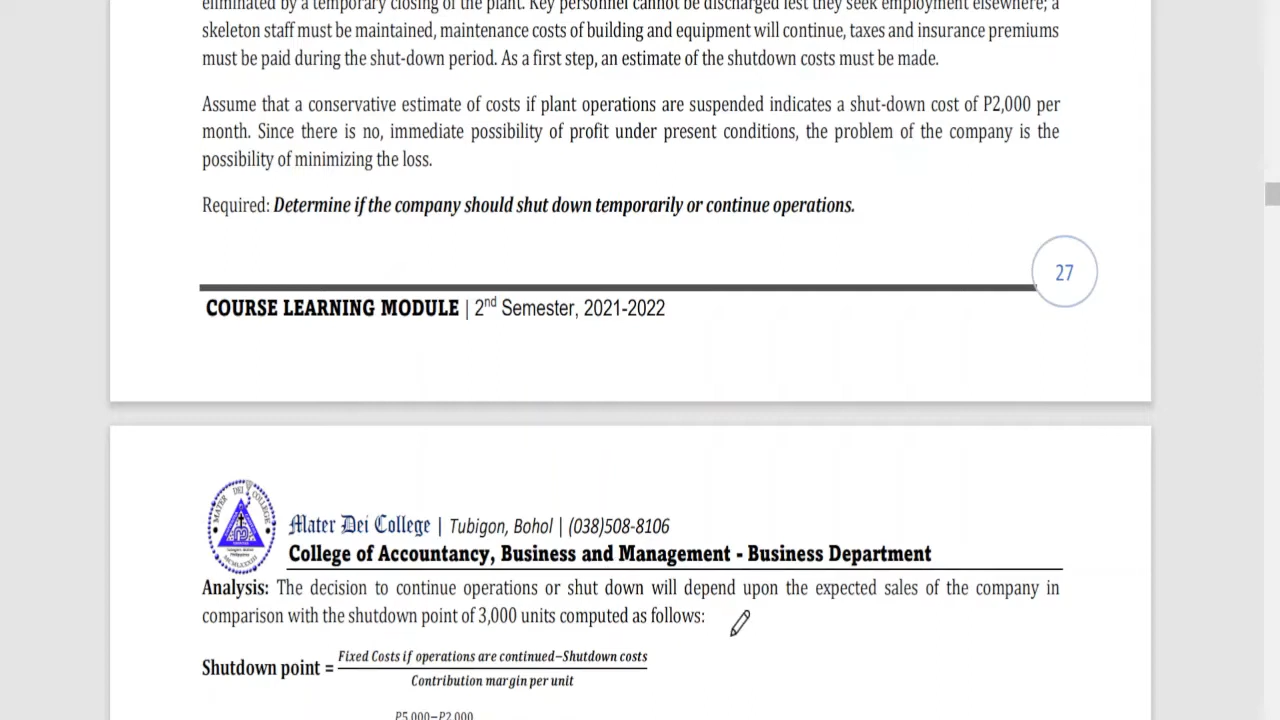 eliminated by a temporary closing of the plant. Key personnel cannot be discharged lest they seek employment elsewhere; a
skeleton staff must be maintained, maintenance costs of building and equipment will continue, taxes and insurance premiums
must be paid during the shut-down period. As a first step, an estimate of the shutdown costs must be made.
Assume that a conservative estimate of costs if plant operations are suspended indicates a shut-down cost of P2,000 per
month. Since there is no, immediate possibility of profit under present conditions, the problem of the company is the
possibility of minimizing the loss.
Required: Determine if the company should shut down temporarily or continue operations.
27
COURSE LEARNING MODULE | 2nd Semester, 2021-2022
MATER DEI COLLEGE
Mater Dei College | Tubigon, Bohol | (038)508-8106
College of Accountancy, Business and Management - Business Department
Analysis: The decision to continue operations or shut down will depend upon the expected sales of the company in
comparison with the shutdown point of 3,000 units computed as follows:
Shutdown point = Fixed Costs if operations are continued−Shutdown costs
Contribution margin per unit
P5,000−P2,000